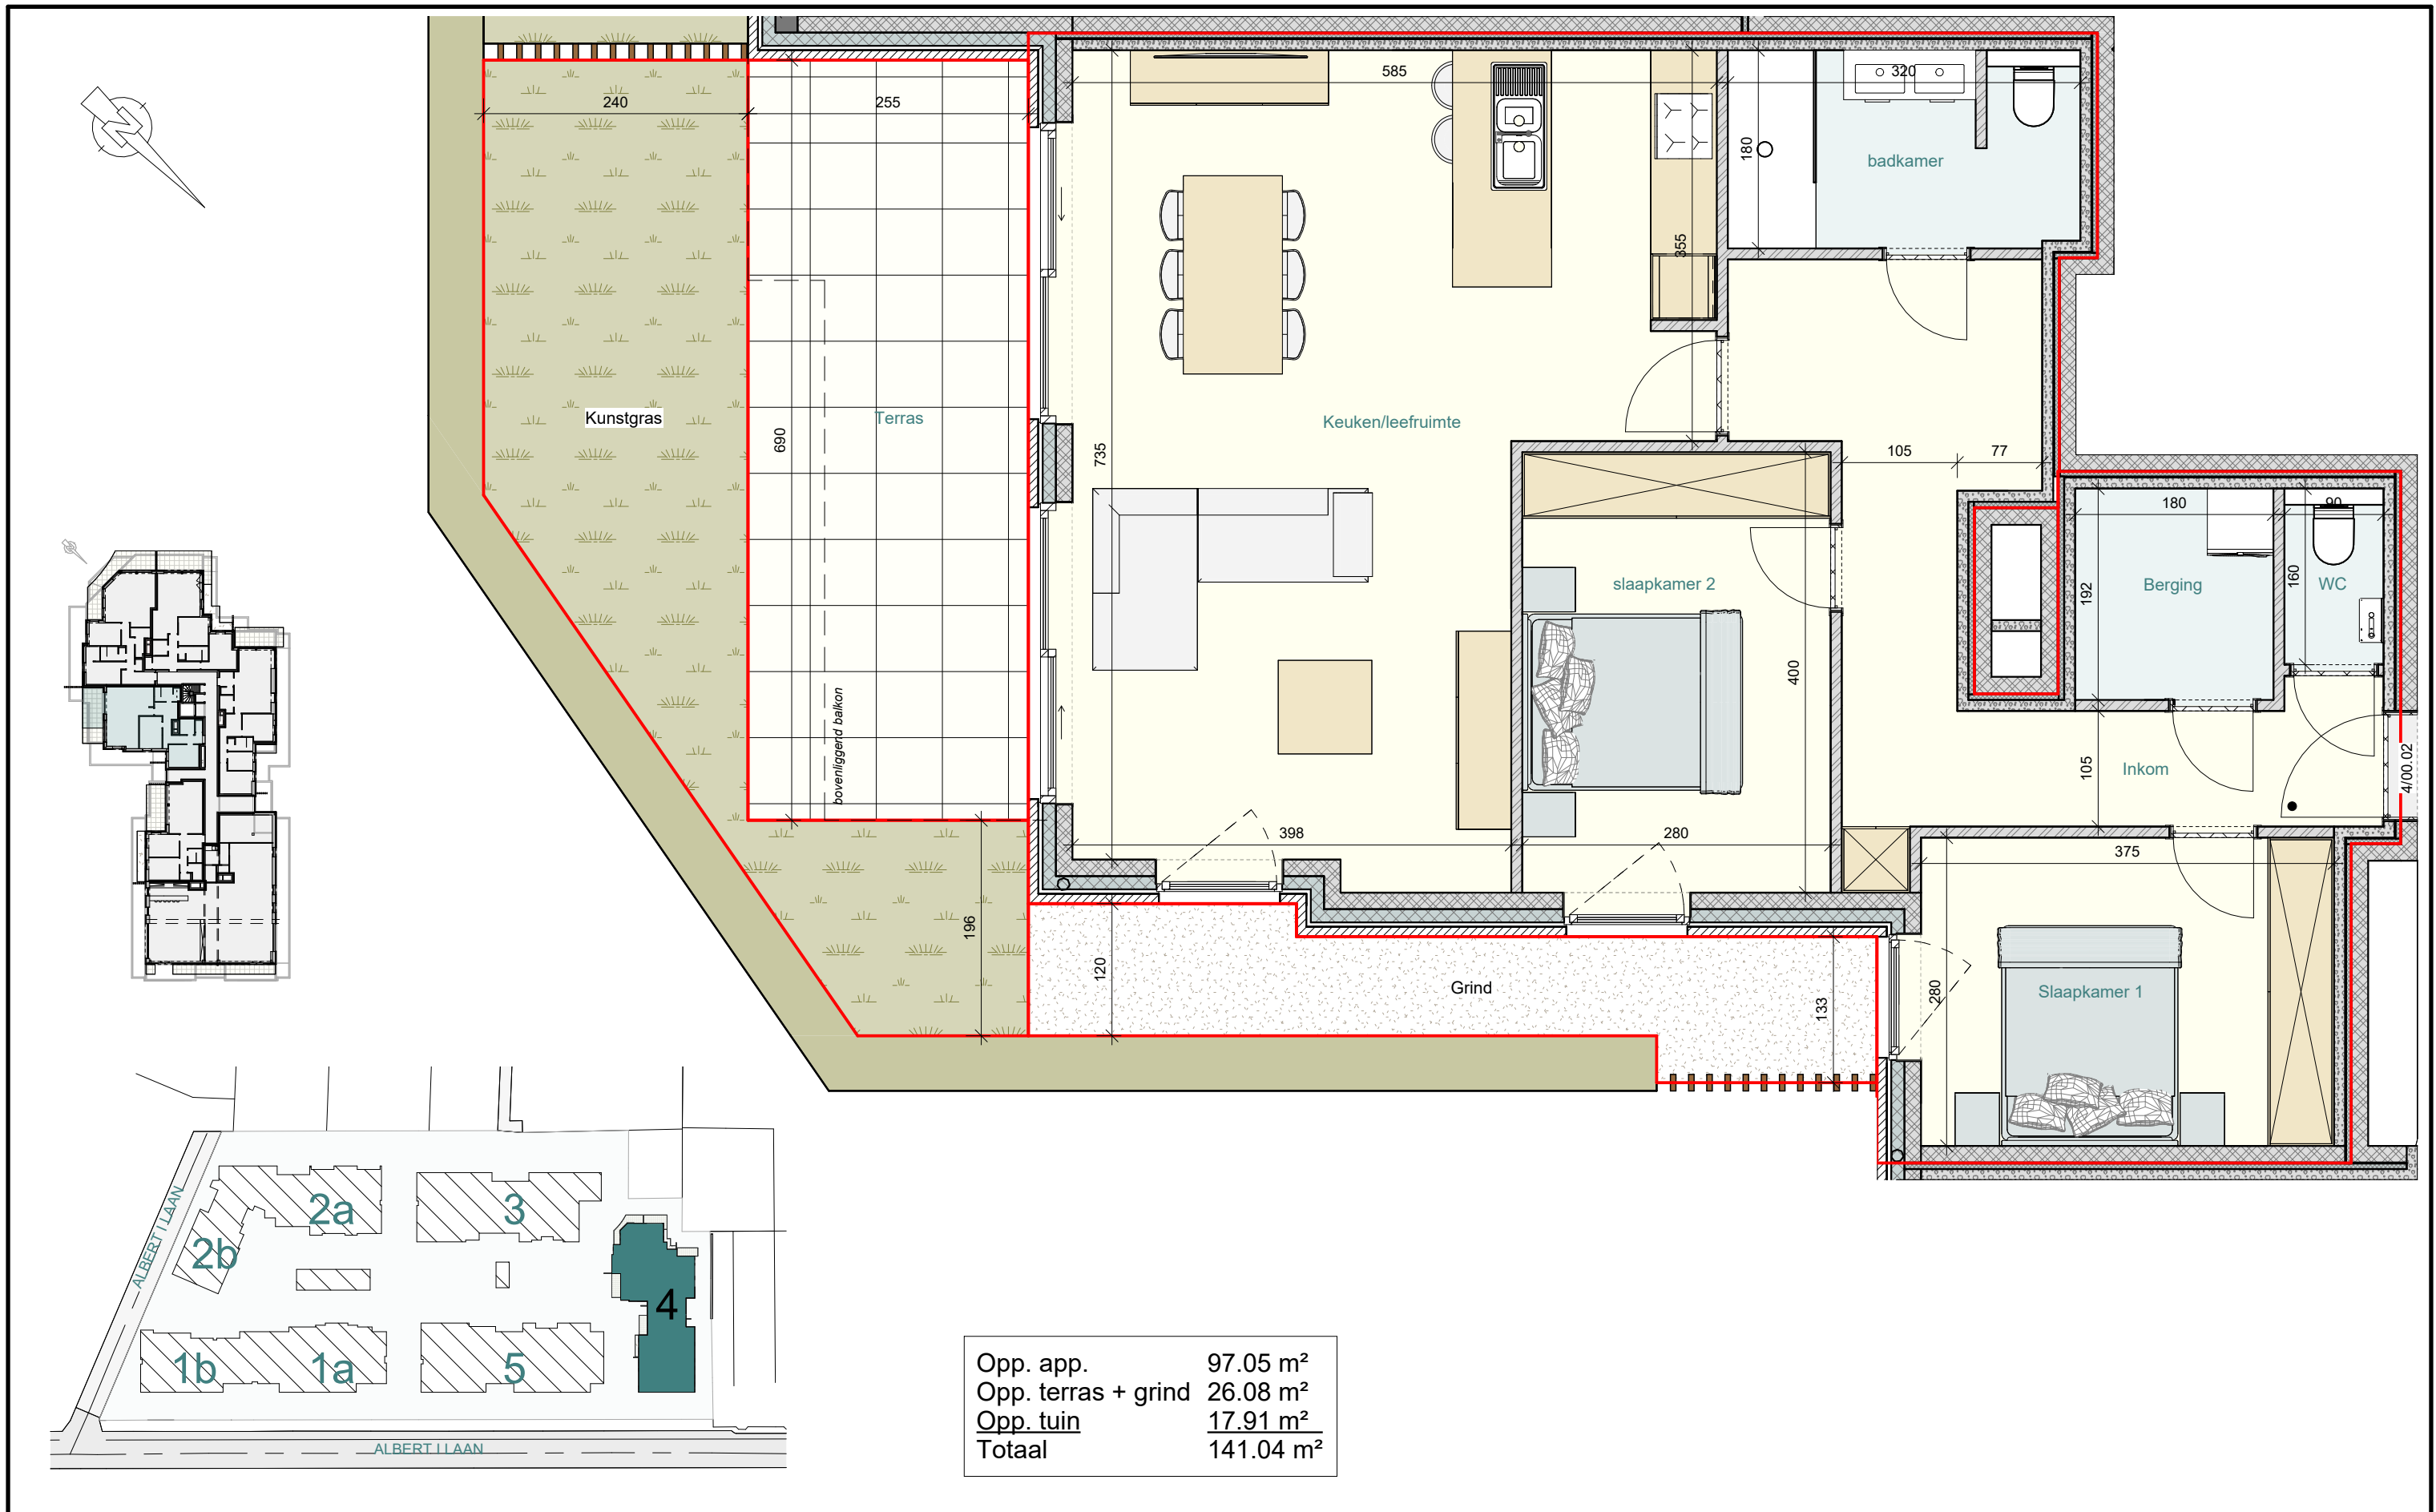 N
240
255
585
320
180
badkamer
355
Kunstgras
Terras
690
735
Keuken/leefruimte
105
77
180
90
slaapkamer 2
192
Berging
160
WC
400
bovenliggend balkon
105
Inkom
4/00.02
398
280
375
196
120
Grind
133
280
Slaapkamer 1
ALBERT I LAAN
2a
2b
3
4
1b
1a
5
ALBERT I LAAN
Opp. app. 97.05 m²
Opp. terras + grind 26.08 m²
Opp. tuin 17.91 m²
Totaal 141.04 m²